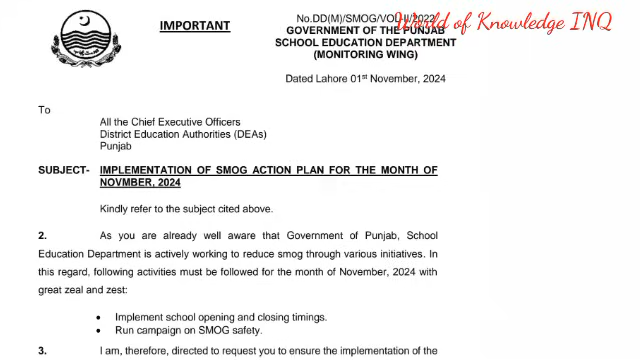 IMPORTANT
No.DD(M)/SMOG/VOL-II/2022
World of Knowledge INQ
GOVERNMENT OF THE PUNJAB
SCHOOL EDUCATION DEPARTMENT
(MONITORING WING)
Dated Lahore 01st November, 2024
To
All the Chief Executive Officers
District Education Authorities (DEAs)
Punjab
SUBJECT- IMPLEMENTATION OF SMOG ACTION PLAN FOR THE MONTH OF
NOVMBER, 2024
Kindly refer to the subject cited above.
2. As you are already well aware that Government of Punjab, School
Education Department is actively working to reduce smog through various initiatives. In
this regard, following activities must be followed for the month of November, 2024 with
great zeal and zest:
• Implement school opening and closing timings.
• Run campaign on SMOG safety.
3. I am, therefore, directed to request you to ensure the implementation of the